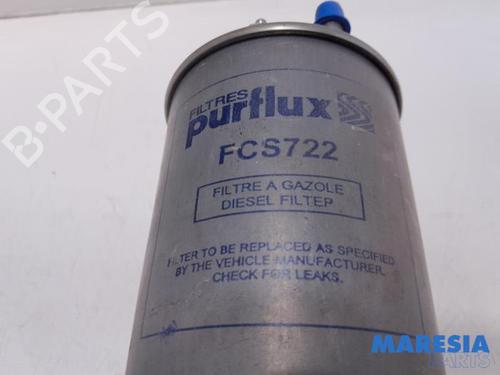 FILTRES
purflux
FCS722
FILTRE A GAZOLE
DIESEL FILTER
FILTER TO BE REPLACED AS SPECIFIED
BY THE VEHICLE MANUFACTURER.
CHECK FOR LEAKS.
B-PARTS
MARESIA
PARTS